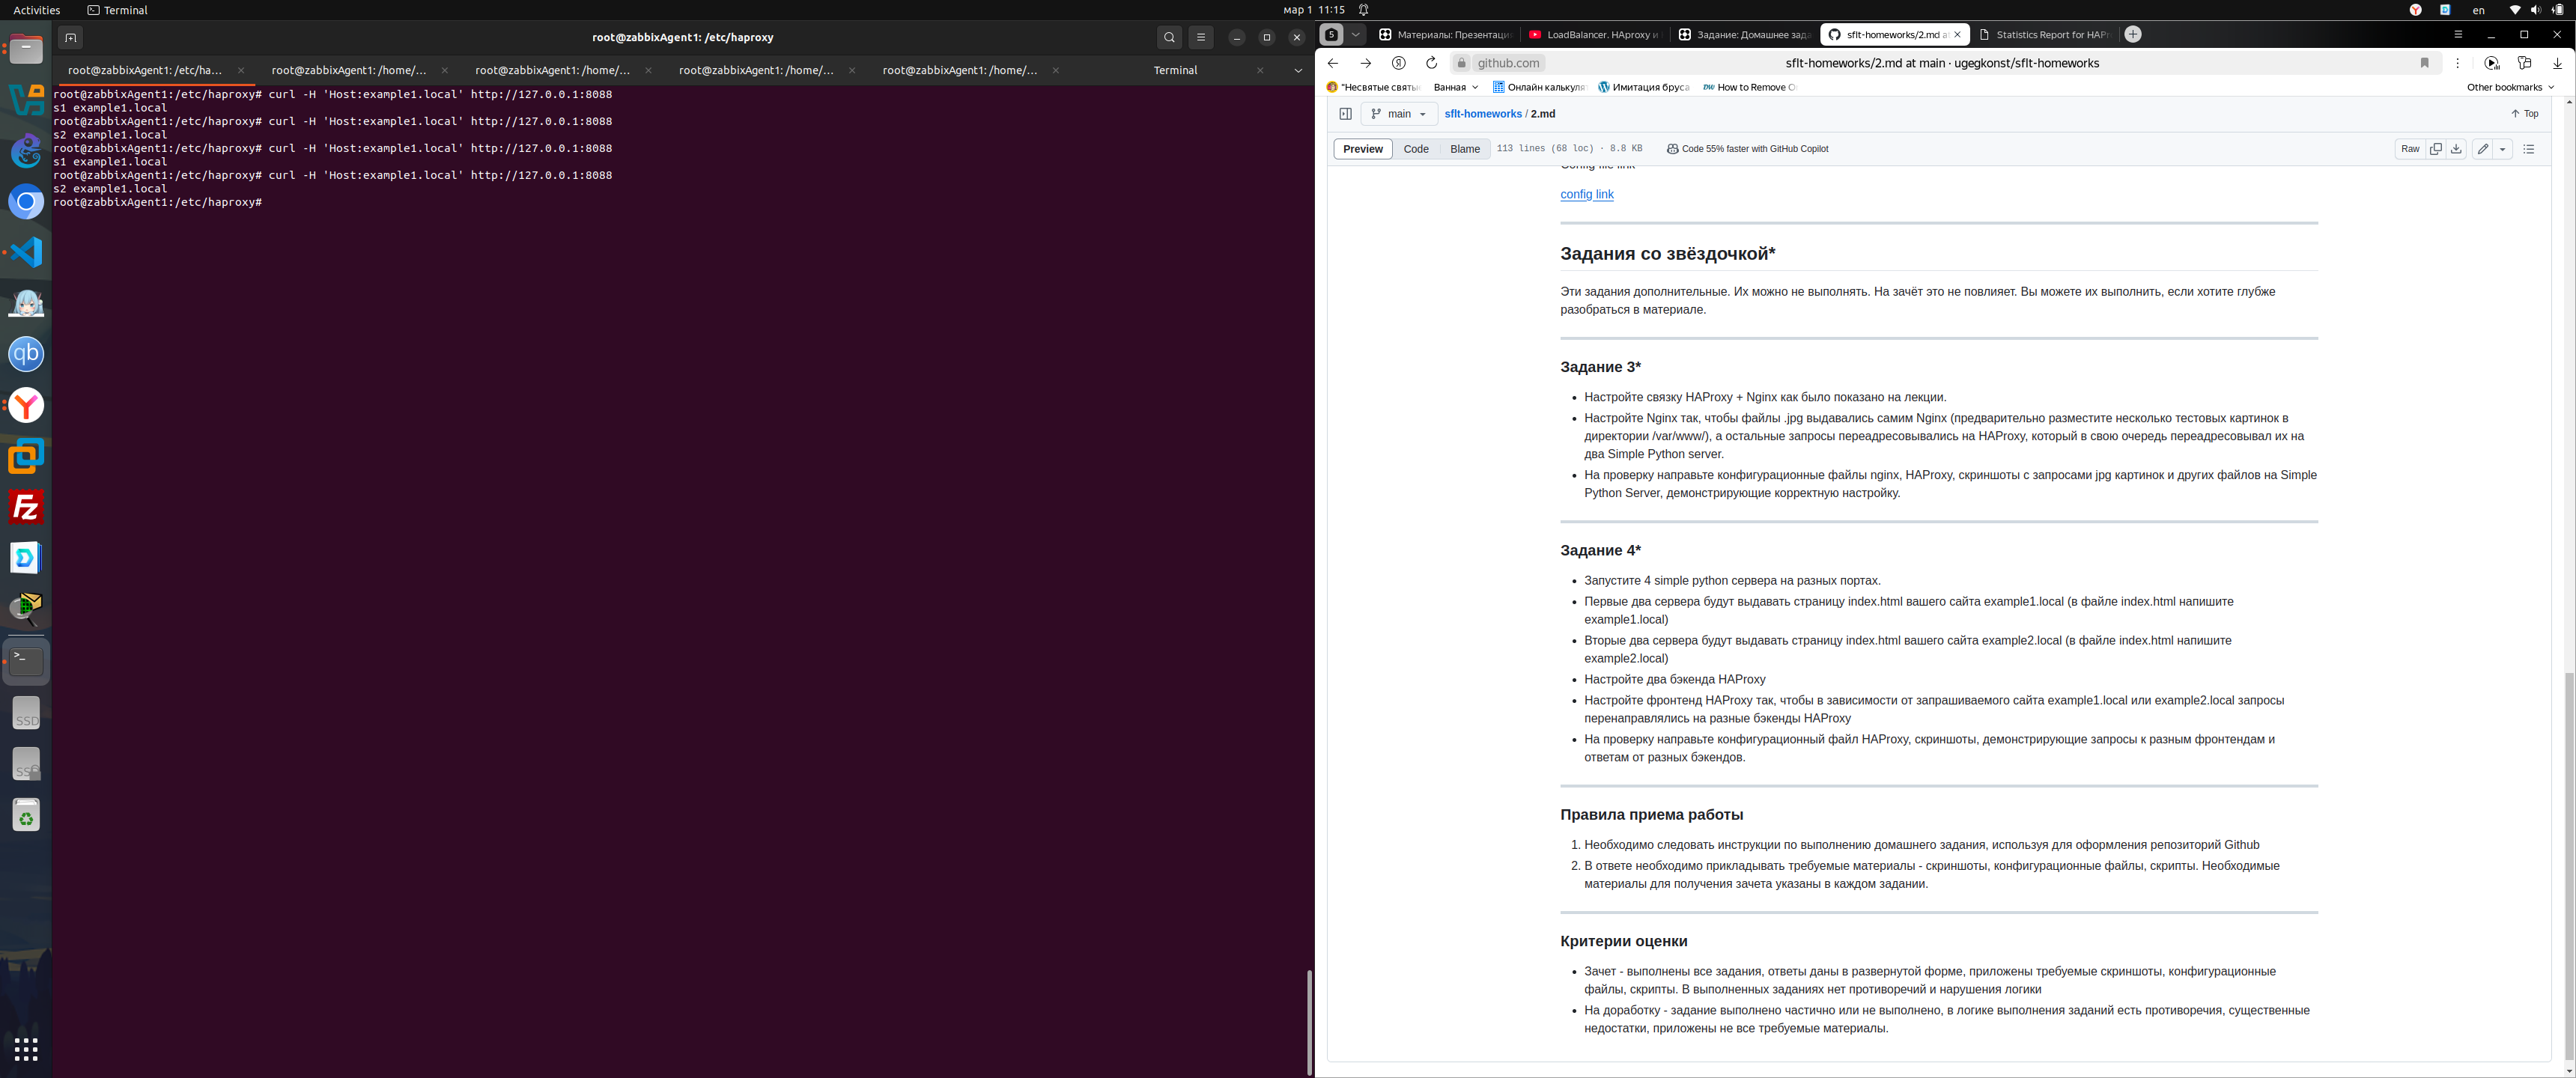 Activities
Terminal
мар 1 11:15
en
root@zabbixAgent1: /etc/haproxy
root@zabbixAgent1: /etc/ha...
root@zabbixAgent1: /home/...
root@zabbixAgent1: /home/...
root@zabbixAgent1: /home/...
root@zabbixAgent1: /home/...
Terminal
root@zabbixAgent1:/etc/haproxy# curl -H 'Host:example1.local' http://127.0.0.1:8088
s1 example1.local
root@zabbixAgent1:/etc/haproxy# curl -H 'Host:example1.local' http://127.0.0.1:8088
s2 example1.local
root@zabbixAgent1:/etc/haproxy# curl -H 'Host:example1.local' http://127.0.0.1:8088
s1 example1.local
root@zabbixAgent1:/etc/haproxy# curl -H 'Host:example1.local' http://127.0.0.1:8088
s2 example1.local
root@zabbixAgent1:/etc/haproxy#
qb
Fz
SSD
5
Материалы: Презентаци
LoadBalancer. HAproxy и
Задание: Домашнее зада
sflt-homeworks/2.md a
Statistics Report for HAPr
github.com
sflt-homeworks/2.md at main · ugegkonst/sflt-homeworks
"Несвятые святы
Ванная
Онлайн калькуля
Имитация бруса
How to Remove O
Other bookmarks
main
sflt-homeworks / 2.md
Top
Preview
Code
Blame
113 lines (68 loc) · 8.8 KB
Code 55% faster with GitHub Copilot
Raw
Config file link
config link
Задания со звёздочкой*
Эти задания дополнительные. Их можно не выполнять. На зачёт это не повлияет. Вы можете их выполнить, если хотите глубже
разобраться в материале.
Задание 3*
• Настройте связку HAProxy + Nginx как было показано на лекции.
• Настройте Nginx так, чтобы файлы .jpg выдавались самим Nginx (предварительно разместите несколько тестовых картинок в
директории /var/www/), а остальные запросы переадресовывались на HAProxy, который в свою очередь переадресовывал их на
два Simple Python server.
• На проверку направьте конфигурационные файлы nginx, HAProxy, скриншоты с запросами jpg картинок и других файлов на Simple
Python Server, демонстрирующие корректную настройку.
Задание 4*
• Запустите 4 simple python сервера на разных портах.
• Первые два сервера будут выдавать страницу index.html вашего сайта example1.local (в файле index.html напишите
example1.local)
• Вторые два сервера будут выдавать страницу index.html вашего сайта example2.local (в файле index.html напишите
example2.local)
• Настройте два бэкенда HAProxy
• Настройте фронтенд HAProxy так, чтобы в зависимости от запрашиваемого сайта example1.local или example2.local запросы
перенаправлялись на разные бэкенды HAProxy
• На проверку направьте конфигурационный файл HAProxy, скриншоты, демонстрирующие запросы к разным фронтендам и
ответам от разных бэкендов.
Правила приема работы
1. Необходимо следовать инструкции по выполнению домашнего задания, используя для оформления репозиторий Github
2. В ответе необходимо прикладывать требуемые материалы - скриншоты, конфигурационные файлы, скрипты. Необходимые
материалы для получения зачета указаны в каждом задании.
Критерии оценки
• Зачет - выполнены все задания, ответы даны в развернутой форме, приложены требуемые скриншоты, конфигурационные
файлы, скрипты. В выполненных заданиях нет противоречий и нарушения логики
• На доработку - задание выполнено частично или не выполнено, в логике выполнения заданий есть противоречия, существенные
недостатки, приложены не все требуемые материалы.